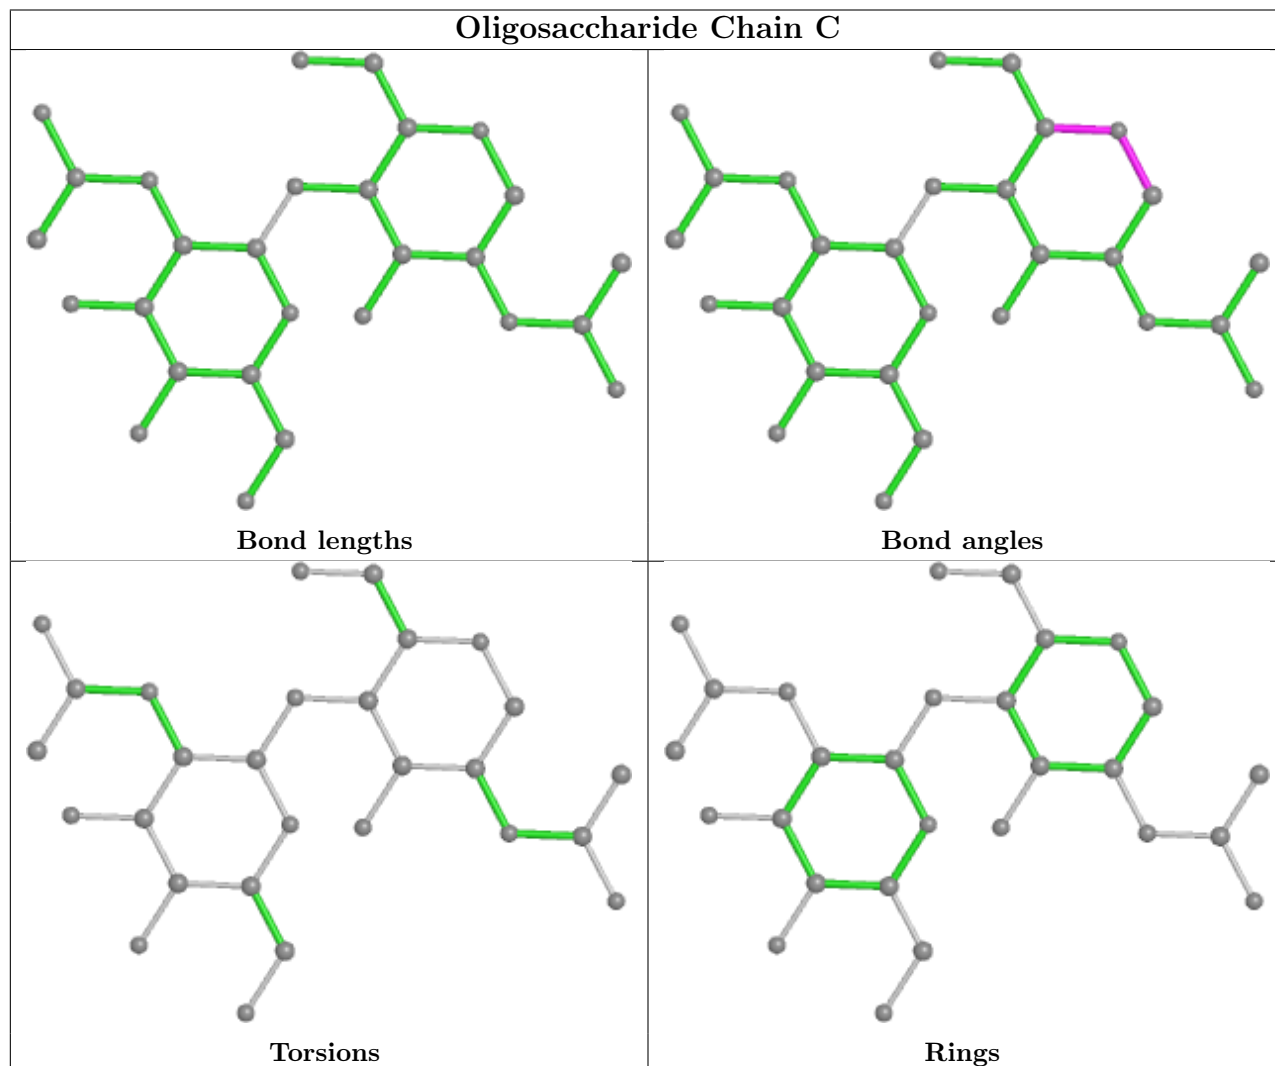 Oligosaccharide Chain C
Bond lengths
Bond angles
Torsions
Rings